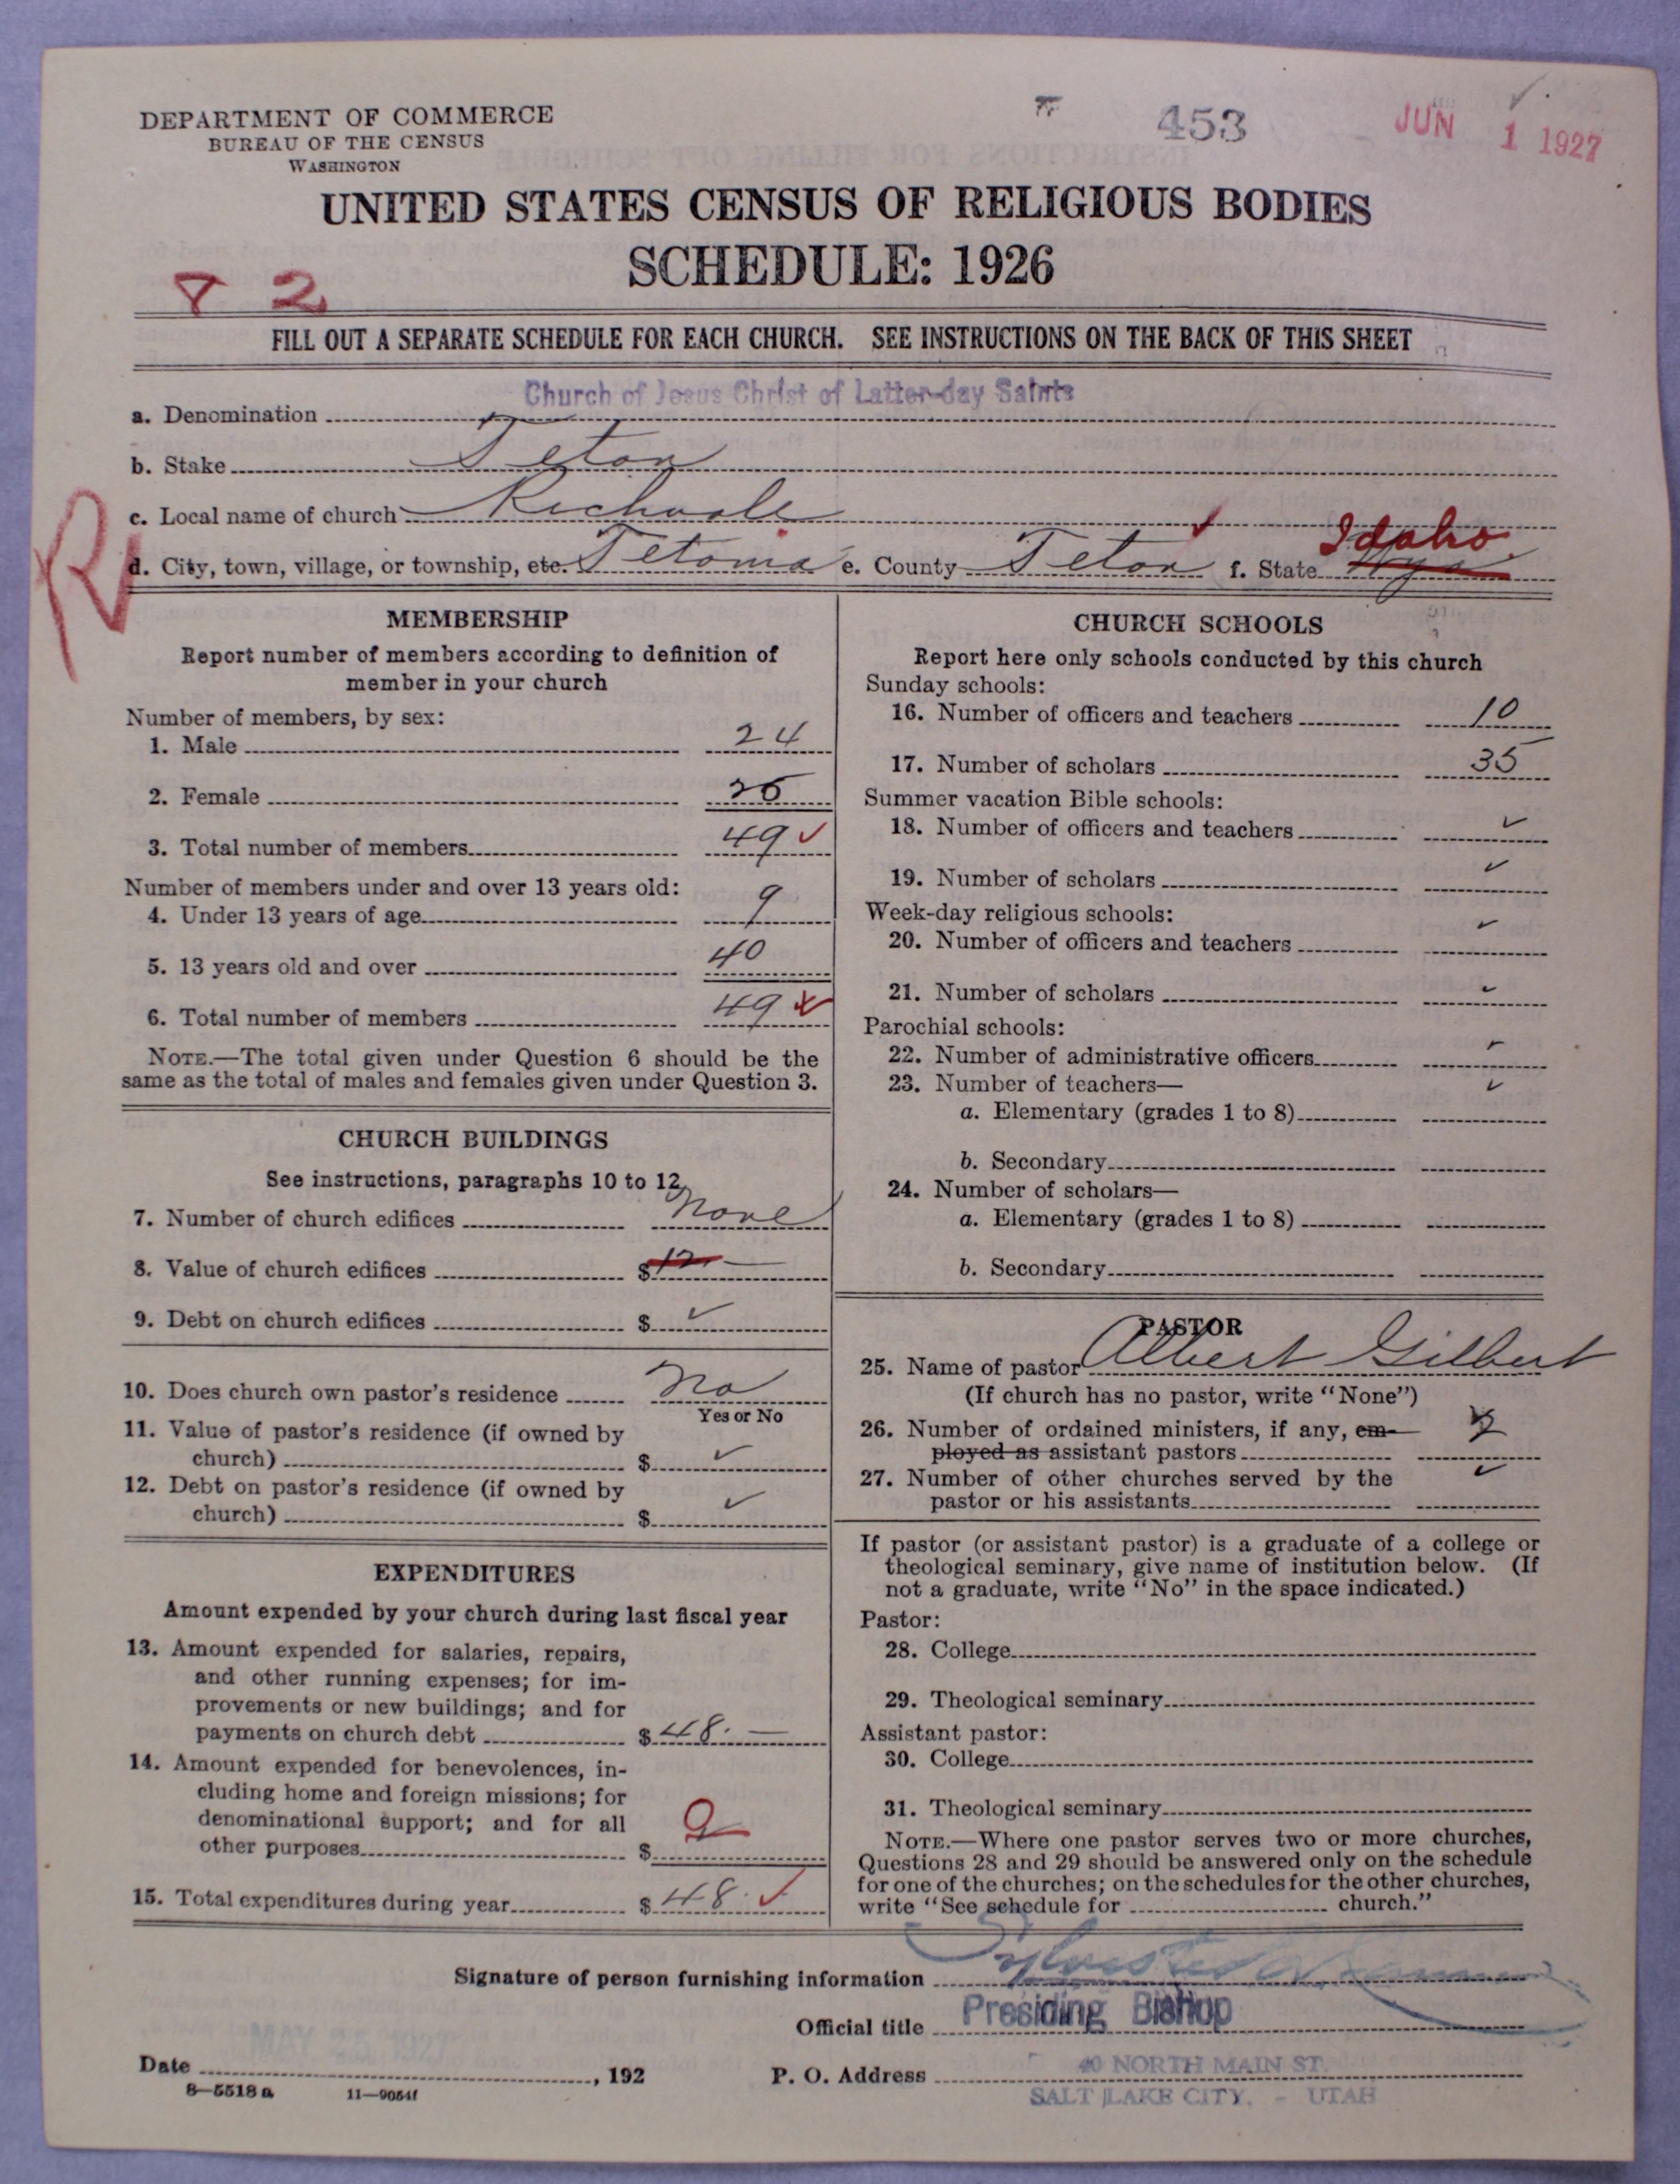 DEPARTMENT OF COMMERCE
BUREAU OF THE CENSUS
WASHINGTON
453
JUN 1 1927
UNITED STATES CENSUS OF RELIGIOUS BODIES
SCHEDULE: 1926
FILL OUT A SEPARATE SCHEDULE FOR EACH CHURCH. SEE INSTRUCTIONS ON THE BACK OF THIS SHEET
a. Denomination Church of Jesus Christ of Latter-day Saints
b. Stake Teton
c. Local name of church Richvale
d. City, town, village, or township, etc. Tetonia e. County Teton f. State Wyo Idaho
MEMBERSHIP
Report number of members according to definition of
member in your church
Number of members, by sex:
1. Male 24
2. Female 25
3. Total number of members 49 ✓
Number of members under and over 13 years old:
4. Under 13 years of age 9
5. 13 years old and over 40
6. Total number of members 49
NOTE.—The total given under Question 6 should be the
same as the total of males and females given under Question 3.
CHURCH BUILDINGS
See instructions, paragraphs 10 to 12
7. Number of church edifices None
8. Value of church edifices $12
9. Debt on church edifices $ ✓
10. Does church own pastor's residence No
Yes or No
11. Value of pastor's residence (if owned by
church) $ ✓
12. Debt on pastor's residence (if owned by
church) $ ✓
EXPENDITURES
Amount expended by your church during last fiscal year
13. Amount expended for salaries, repairs,
and other running expenses; for im-
provements or new buildings; and for
payments on church debt $48.—
14. Amount expended for benevolences, in-
cluding home and foreign missions; for
denominational support; and for all
other purposes $
15. Total expenditures during year $48. ✓
CHURCH SCHOOLS
Report here only schools conducted by this church
Sunday schools:
16. Number of officers and teachers 10
17. Number of scholars 35
Summer vacation Bible schools:
18. Number of officers and teachers ✓
19. Number of scholars ✓
Week-day religious schools:
20. Number of officers and teachers ✓
21. Number of scholars ✓
Parochial schools:
22. Number of administrative officers ✓
23. Number of teachers— ✓
a. Elementary (grades 1 to 8)
b. Secondary
24. Number of scholars—
a. Elementary (grades 1 to 8)
b. Secondary
PASTOR
25. Name of pastor Albert Gilbert
(If church has no pastor, write "None")
26. Number of ordained ministers, if any, em-
ployed as assistant pastors 2
27. Number of other churches served by the
pastor or his assistants ✓
If pastor (or assistant pastor) is a graduate of a college or
theological seminary, give name of institution below. (If
not a graduate, write "No" in the space indicated.)
Pastor:
28. College
29. Theological seminary
Assistant pastor:
30. College
31. Theological seminary
NOTE.—Where one pastor serves two or more churches,
Questions 28 and 29 should be answered only on the schedule
for one of the churches; on the schedules for the other churches,
write "See schedule for church."
Signature of person furnishing information
Official title Presiding Bishop
Date MAY 25 1927, 192
P. O. Address 40 NORTH MAIN ST.
SALT LAKE CITY, - UTAH
8—5518 a 11—9054f